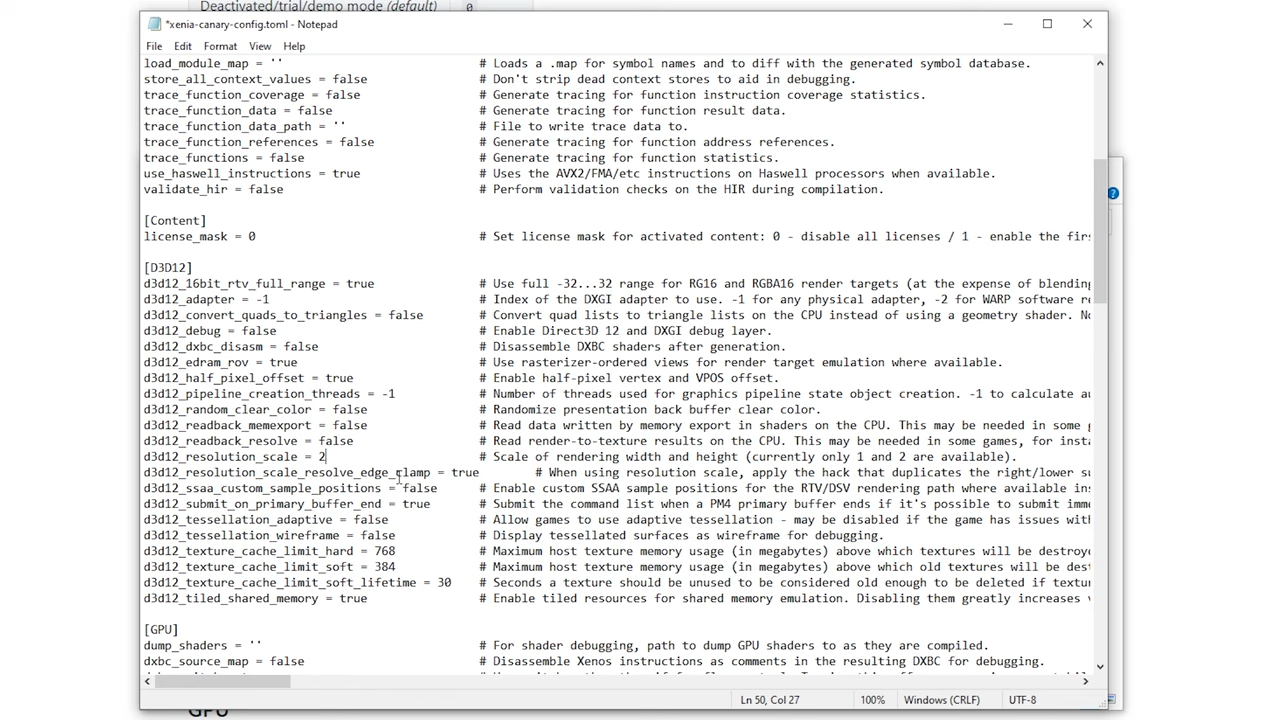 Deactivated/trial/demo mode (default) 0
*xenia-canary-config.toml - Notepad
File Edit Format View Help
load_module_map = '' # Loads a .map for symbol names and to diff with the generated symbol database.
store_all_context_values = false # Don't strip dead context stores to aid in debugging.
trace_function_coverage = false # Generate tracing for function instruction coverage statistics.
trace_function_data = false # Generate tracing for function result data.
trace_function_data_path = '' # File to write trace data to.
trace_function_references = false # Generate tracing for function address references.
trace_functions = false # Generate tracing for function statistics.
use_haswell_instructions = true # Uses the AVX2/FMA/etc instructions on Haswell processors when available.
validate_hir = false # Perform validation checks on the HIR during compilation.
[Content]
license_mask = 0 # Set license mask for activated content: 0 - disable all licenses / 1 - enable the firs
[D3D12]
d3d12_16bit_rtv_full_range = true # Use full -32...32 range for RG16 and RGBA16 render targets (at the expense of blending
d3d12_adapter = -1 # Index of the DXGI adapter to use. -1 for any physical adapter, -2 for WARP software re
d3d12_convert_quads_to_triangles = false # Convert quad lists to triangle lists on the CPU instead of using a geometry shader. No
d3d12_debug = false # Enable Direct3D 12 and DXGI debug layer.
d3d12_dxbc_disasm = false # Disassemble DXBC shaders after generation.
d3d12_edram_rov = true # Use rasterizer-ordered views for render target emulation where available.
d3d12_half_pixel_offset = true # Enable half-pixel vertex and VPOS offset.
d3d12_pipeline_creation_threads = -1 # Number of threads used for graphics pipeline state object creation. -1 to calculate au
d3d12_random_clear_color = false # Randomize presentation back buffer clear color.
d3d12_readback_memexport = false # Read data written by memory export in shaders on the CPU. This may be needed in some g
d3d12_readback_resolve = false # Read render-to-texture results on the CPU. This may be needed in some games, for insta
d3d12_resolution_scale = 2 # Scale of rendering width and height (currently only 1 and 2 are available).
d3d12_resolution_scale_resolve_edge_clamp = true # When using resolution scale, apply the hack that duplicates the right/lower su
d3d12_ssaa_custom_sample_positions = false # Enable custom SSAA sample positions for the RTV/DSV rendering path where available ins
d3d12_submit_on_primary_buffer_end = true # Submit the command list when a PM4 primary buffer ends if it's possible to submit imme
d3d12_tessellation_adaptive = false # Allow games to use adaptive tessellation - may be disabled if the game has issues with
d3d12_tessellation_wireframe = false # Display tessellated surfaces as wireframe for debugging.
d3d12_texture_cache_limit_hard = 768 # Maximum host texture memory usage (in megabytes) above which textures will be destroye
d3d12_texture_cache_limit_soft = 384 # Maximum host texture memory usage (in megabytes) above which old textures will be dest
d3d12_texture_cache_limit_soft_lifetime = 30 # Seconds a texture should be unused to be considered old enough to be deleted if textur
d3d12_tiled_shared_memory = true # Enable tiled resources for shared memory emulation. Disabling them greatly increases v
[GPU]
dump_shaders = '' # For shader debugging, path to dump GPU shaders to as they are compiled.
dxbc_source_map = false # Disassemble Xenos instructions as comments in the resulting DXBC for debugging.
Ln 50, Col 27 100% Windows (CRLF) UTF-8
GPU